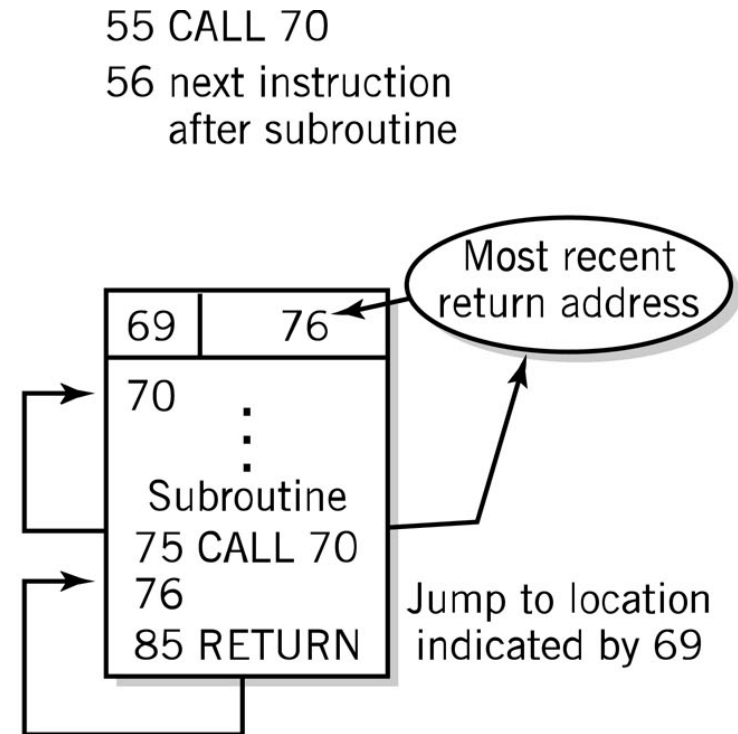 55 CALL 70
56 next instruction
after subroutine
Most recent
return address
69 76
70
Subroutine
75 CALL 70
76
85 RETURN
Jump to location
indicated by 69